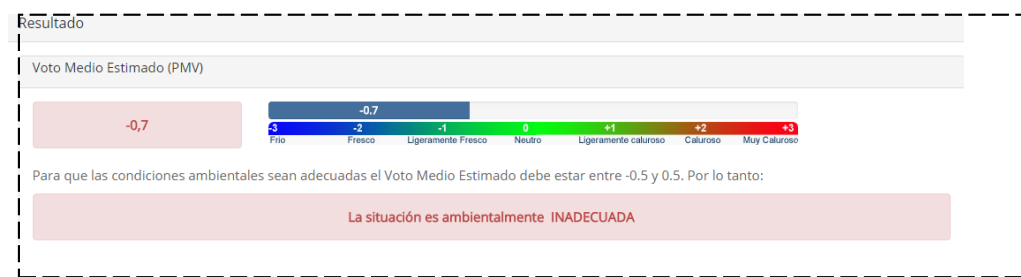 Resultado
Voto Medio Estimado (PMV)
-0,7
-0.7
-3 -2 -1 0 +1 +2 +3
Frio Fresco Ligeramente Fresco Neutro Ligeramente caluroso Caluroso Muy Caluroso
Para que las condiciones ambientales sean adecuadas el Voto Medio Estimado debe estar entre -0.5 y 0.5. Por lo tanto:
La situación es ambientalmente INADECUADA